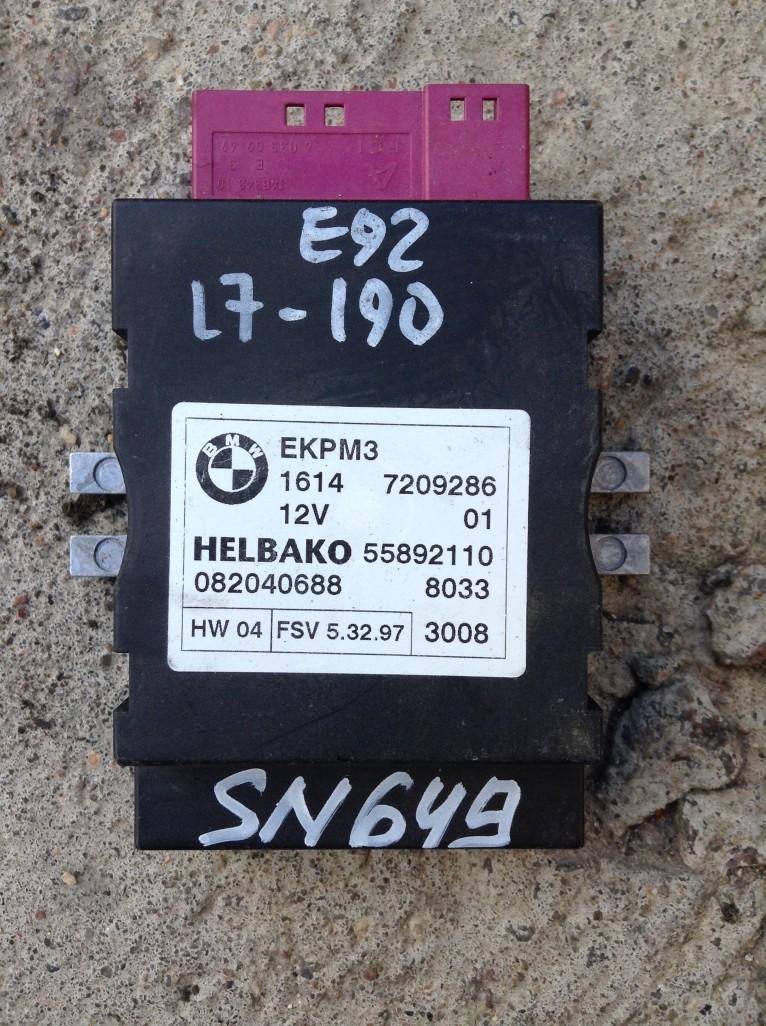 E92
L7-190
BMW
EKPM3
1614 7209286
12V 01
HELBAKO 55892110
082040688 8033
HW 04 FSV 5.32.97 3008
SN649